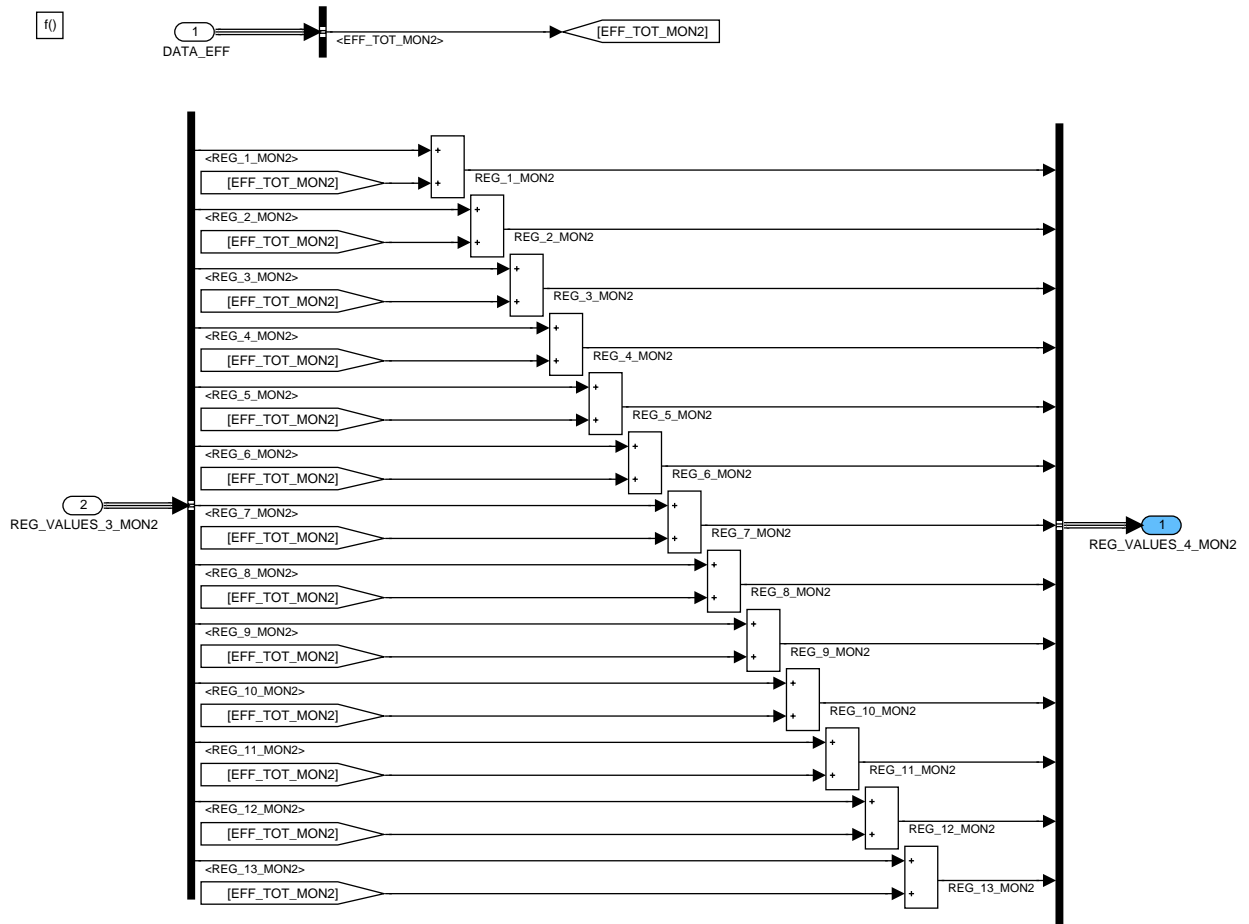 f()
1
DATA_EFF
<EFF_TOT_MON2>
[EFF_TOT_MON2]
+
<REG_1_MON2>
[EFF_TOT_MON2]
+
REG_1_MON2
+
<REG_2_MON2>
[EFF_TOT_MON2]
+
REG_2_MON2
+
<REG_3_MON2>
[EFF_TOT_MON2]
+
REG_3_MON2
+
<REG_4_MON2>
[EFF_TOT_MON2]
+
REG_4_MON2
+
<REG_5_MON2>
[EFF_TOT_MON2]
+
REG_5_MON2
+
<REG_6_MON2>
[EFF_TOT_MON2]
+
REG_6_MON2
2
REG_VALUES_3_MON2
+
<REG_7_MON2>
[EFF_TOT_MON2]
+
REG_7_MON2
1
REG_VALUES_4_MON2
+
<REG_8_MON2>
[EFF_TOT_MON2]
+
REG_8_MON2
+
<REG_9_MON2>
[EFF_TOT_MON2]
+
REG_9_MON2
+
<REG_10_MON2>
[EFF_TOT_MON2]
+
REG_10_MON2
+
<REG_11_MON2>
[EFF_TOT_MON2]
+
REG_11_MON2
+
<REG_12_MON2>
[EFF_TOT_MON2]
+
REG_12_MON2
+
<REG_13_MON2>
[EFF_TOT_MON2]
+
REG_13_MON2